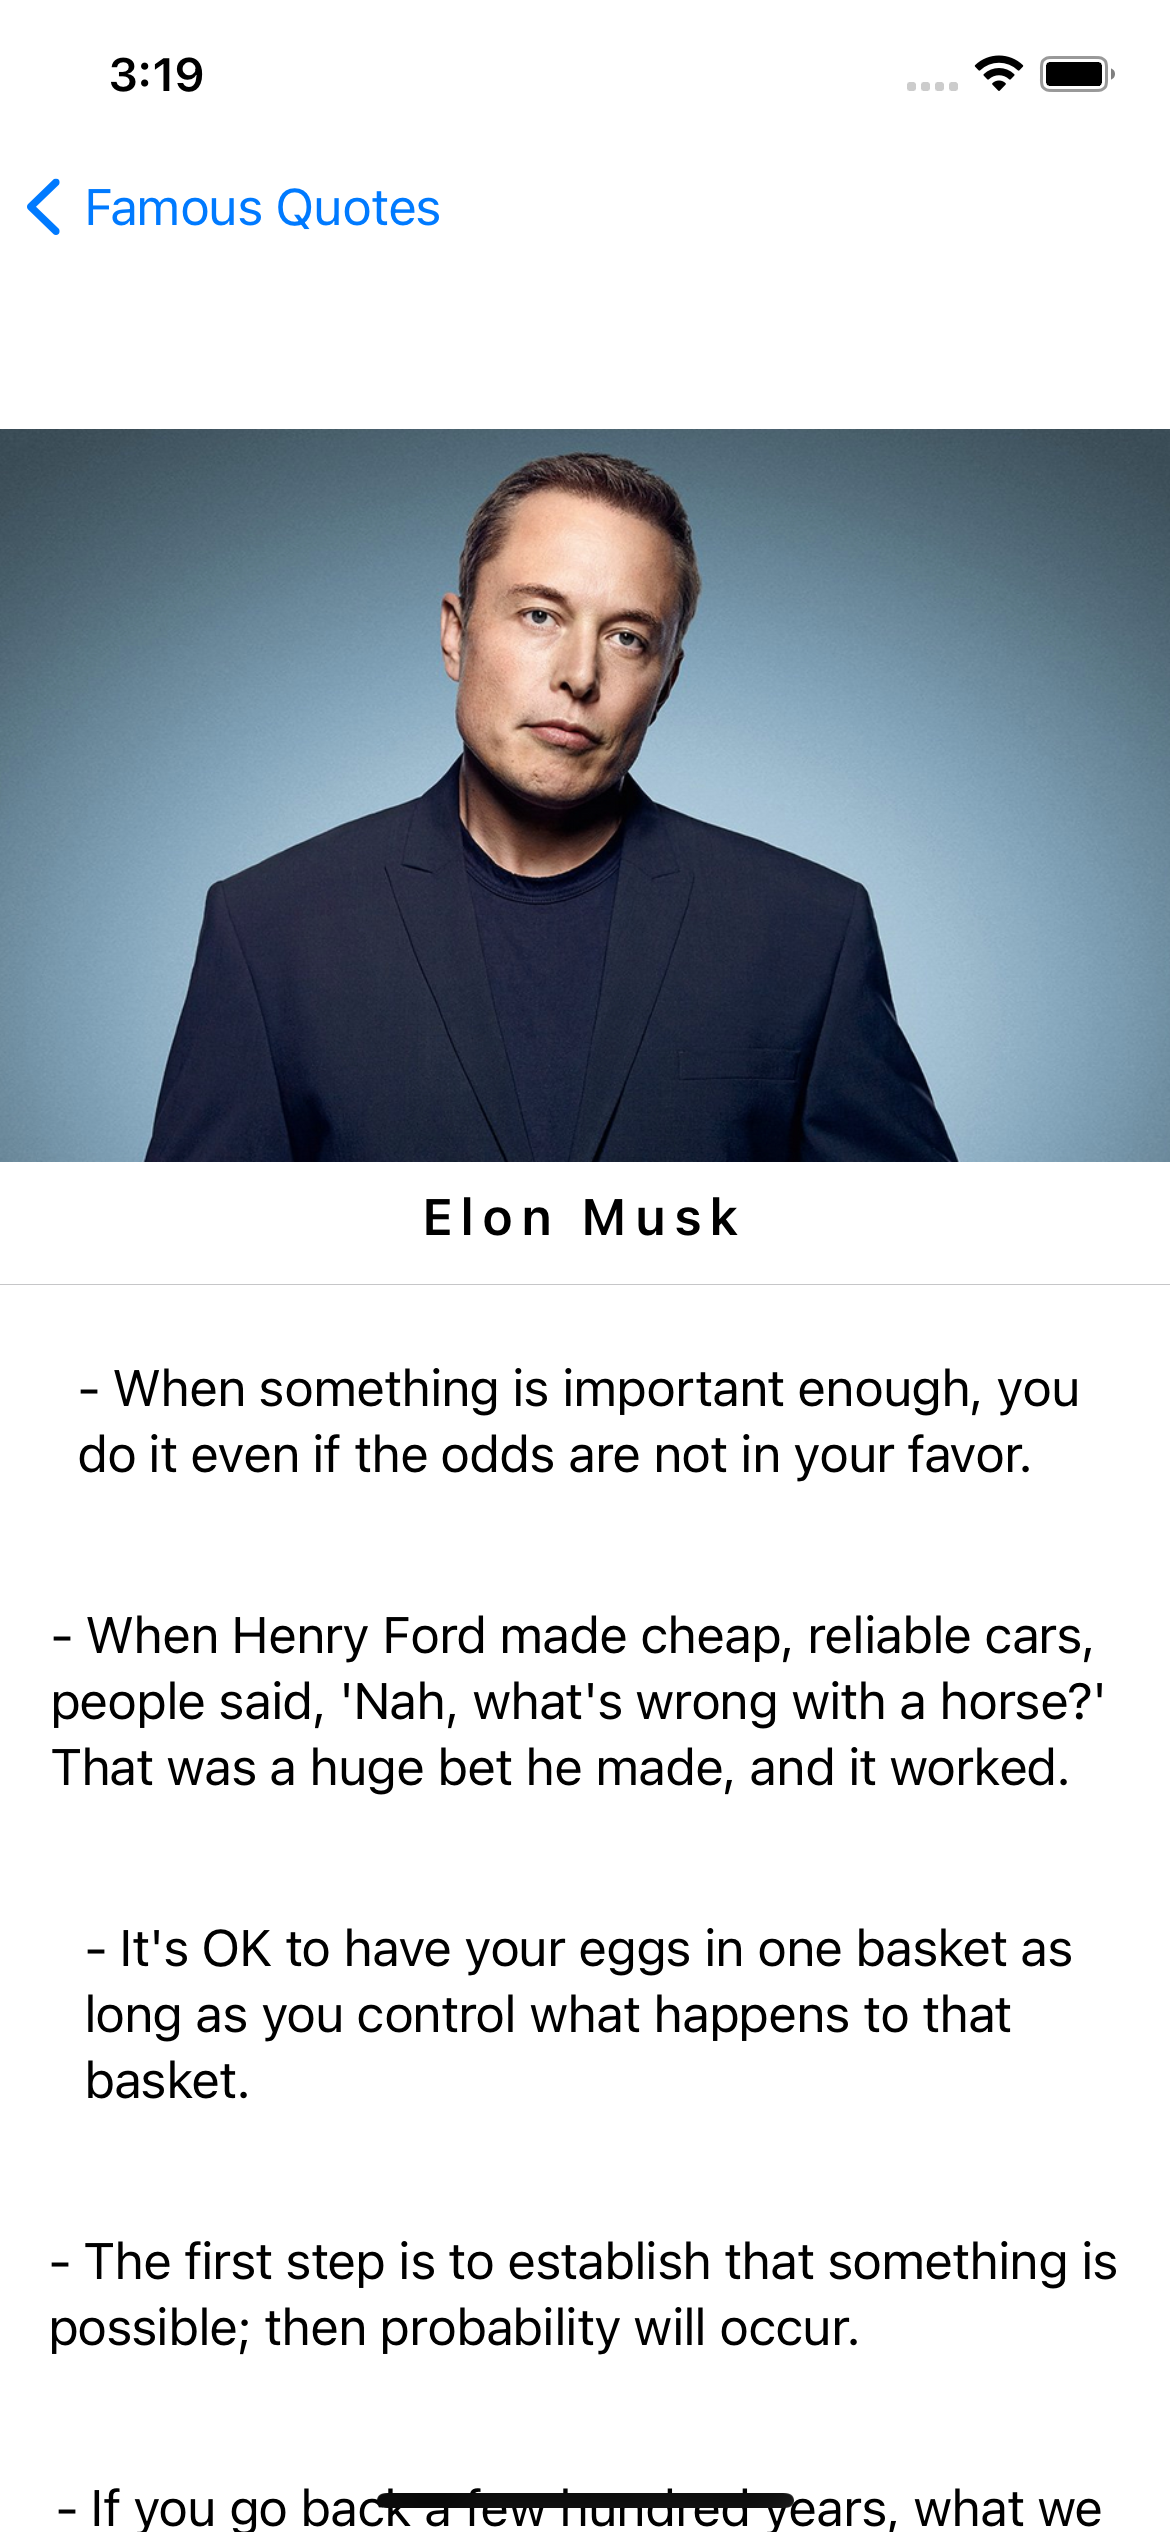 3:19
Famous Quotes
Elon Musk
- When something is important enough, you
do it even if the odds are not in your favor.
- When Henry Ford made cheap, reliable cars,
people said, 'Nah, what's wrong with a horse?'
That was a huge bet he made, and it worked.
- It's OK to have your eggs in one basket as
long as you control what happens to that
basket.
- The first step is to establish that something is
possible; then probability will occur.
- If you go back a few hundred years, what we